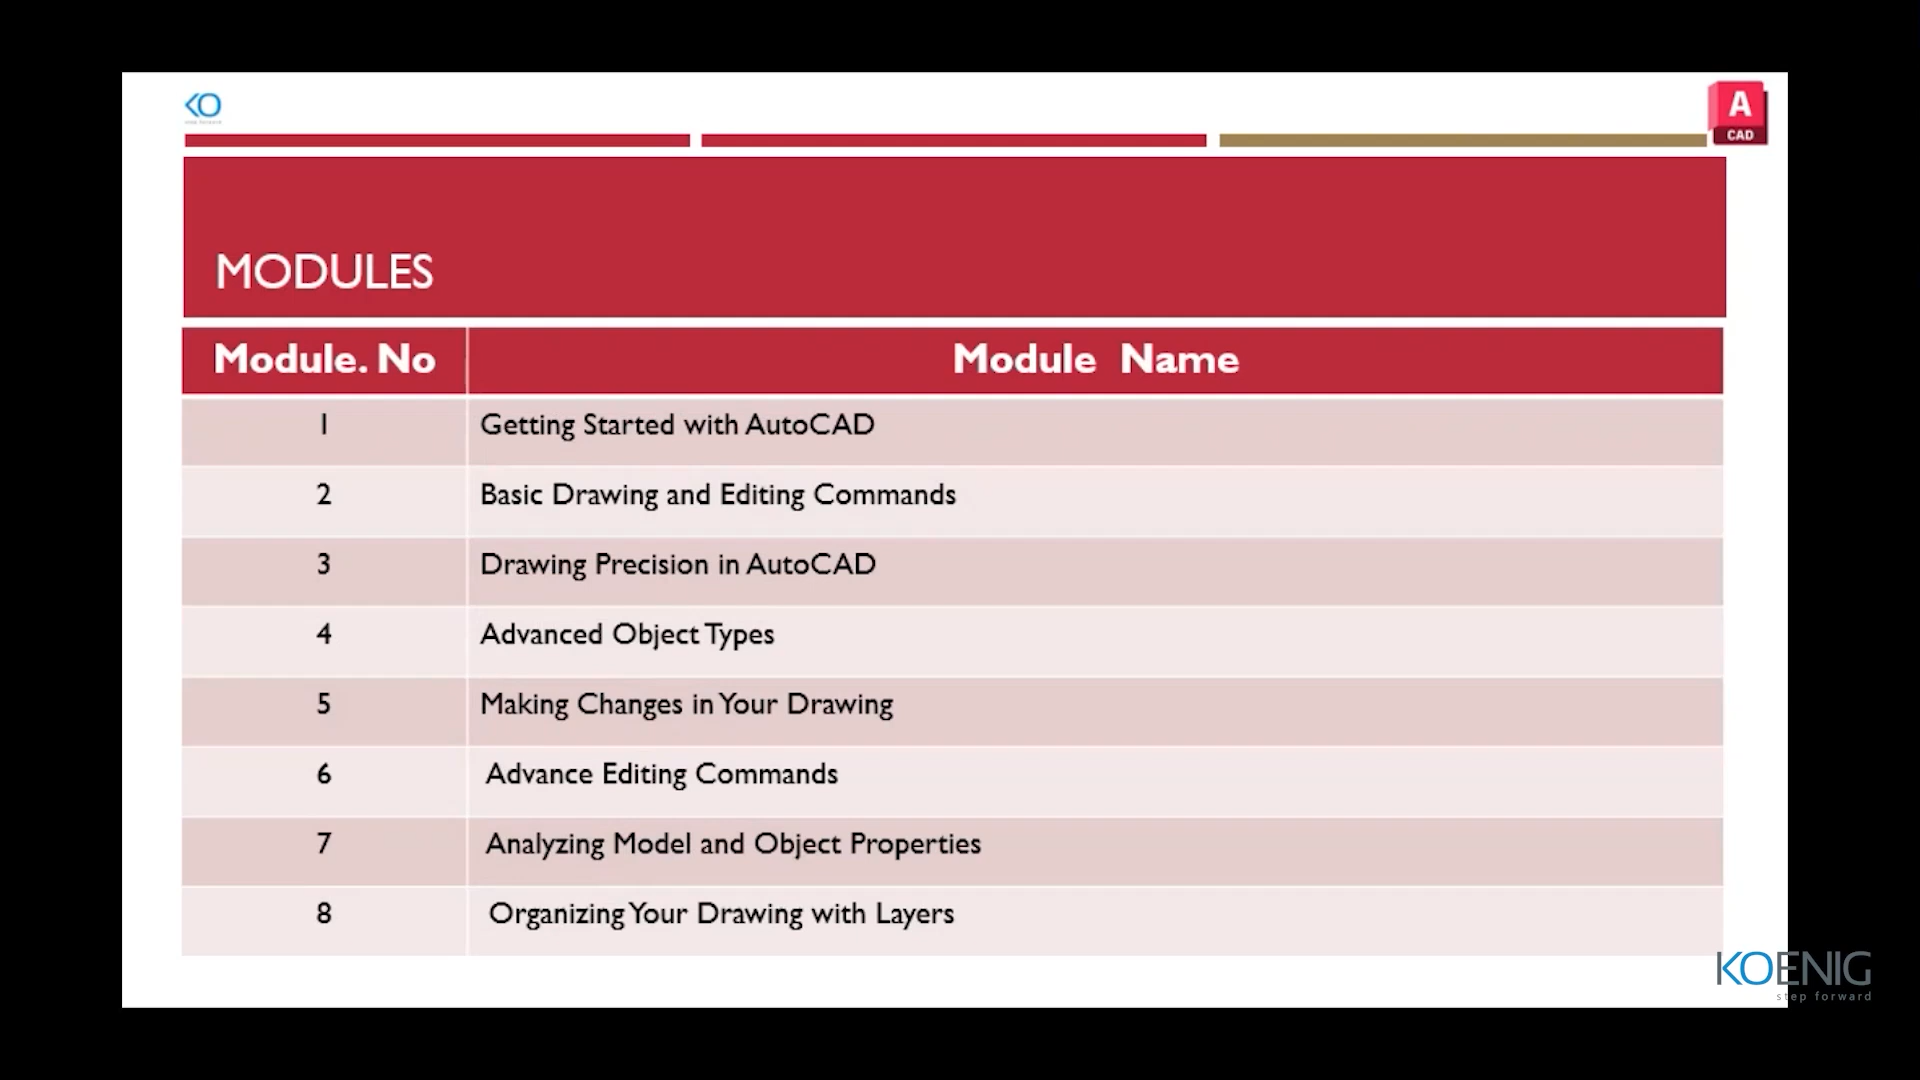 KO
A
CAD
MODULES
Module. No Module Name
1 Getting Started with AutoCAD
2 Basic Drawing and Editing Commands
3 Drawing Precision in AutoCAD
4 Advanced Object Types
5 Making Changes in Your Drawing
6 Advance Editing Commands
7 Analyzing Model and Object Properties
8 Organizing Your Drawing with Layers
KOENIG
step forward